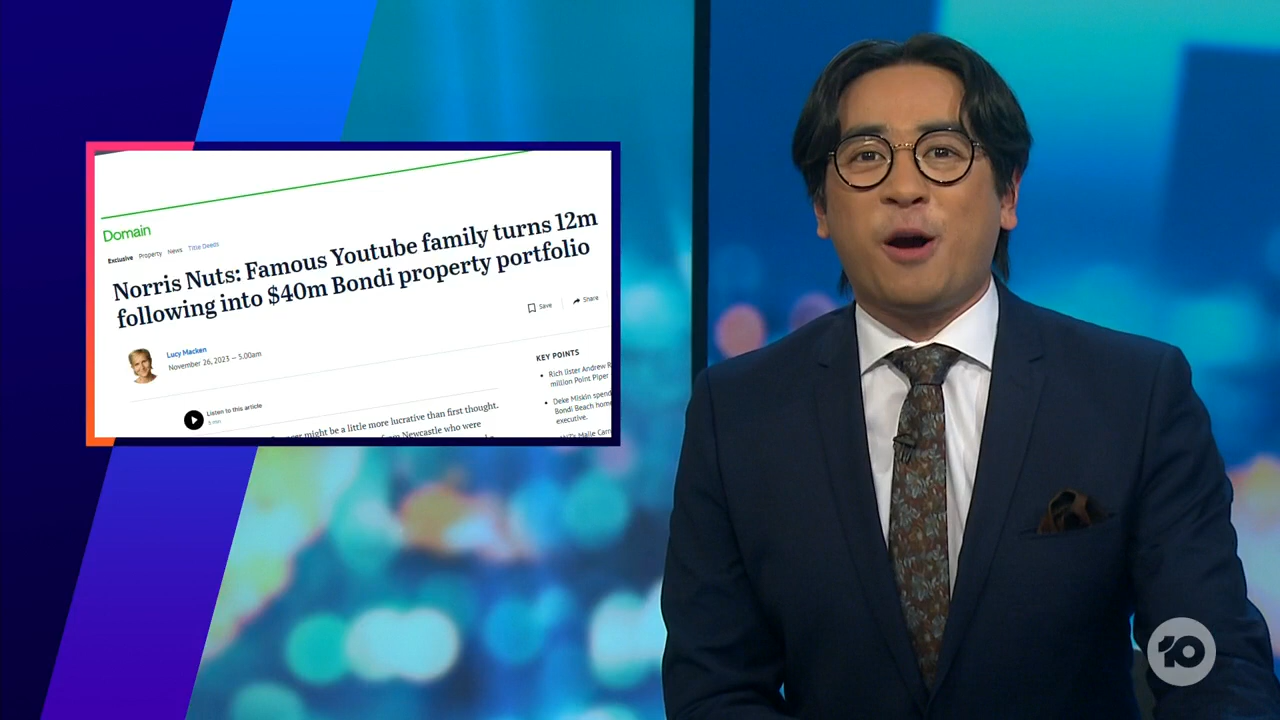 Domain
Exclusive Property News Title Deeds
Norris Nuts: Famous Youtube family turns 12m
following into $40m Bondi property portfolio
Save Share
Lucy Macken
November 26, 2023 — 5.00am
KEY POINTS
Rich lister Andrew R
million Point Piper
Deke Miskin spend
Bondi Beach home
executive.
Listen to this article
5 min
might be a little more lucrative than first thought.
from Newcastle who were
10